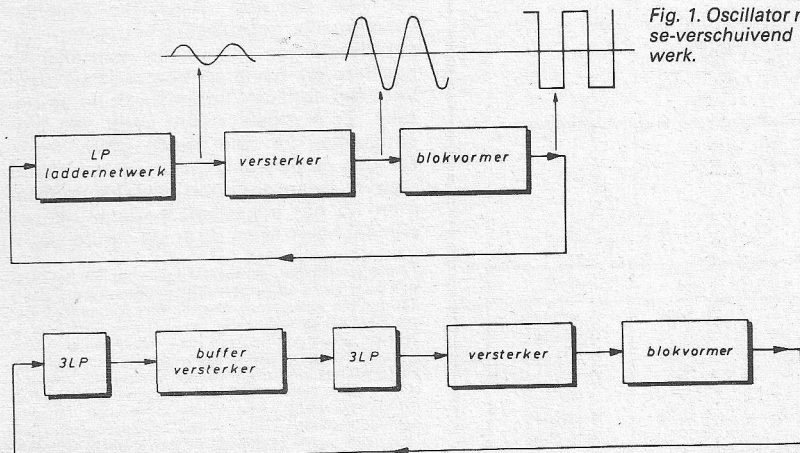 Fig. 1. Oscillator
se-verschuivend
werk.
LP
laddernetwerk
versterker
blokvormer
3LP
buffer
versterker
3LP
versterker
blokvormer